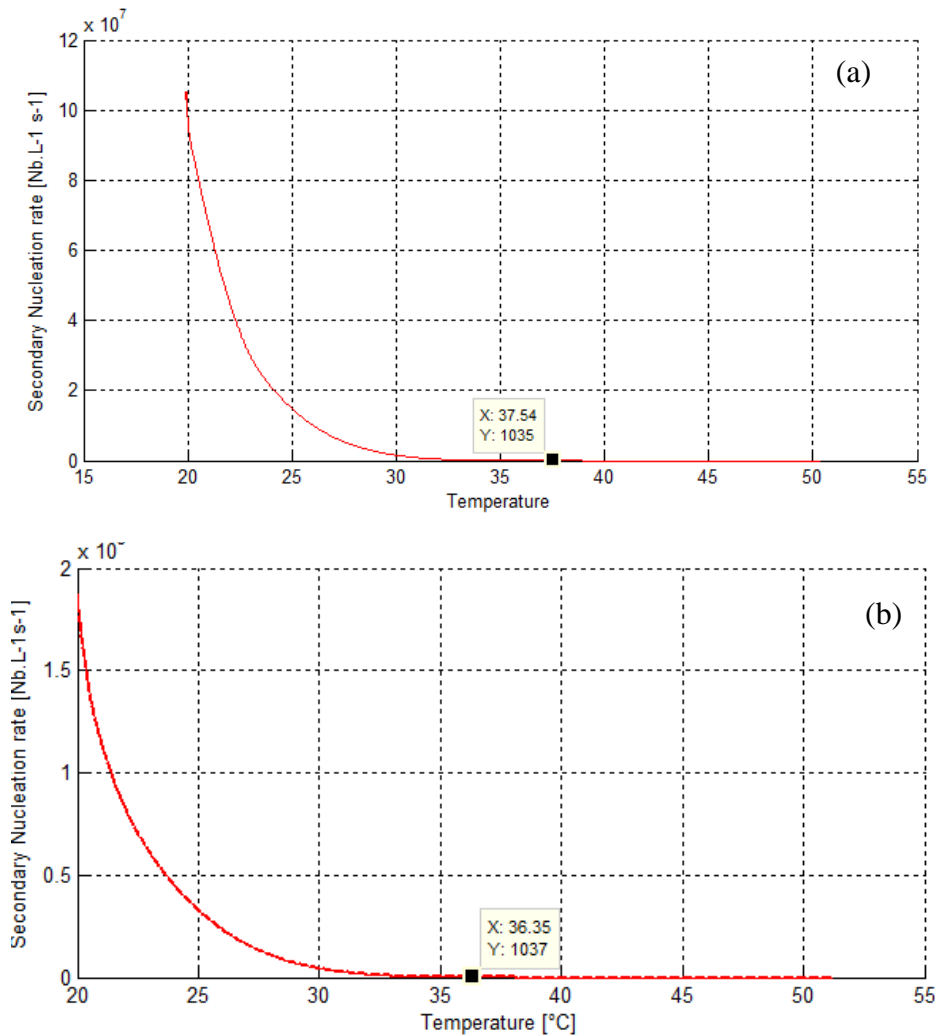 x 10^7
12
(a)
10
8
6
4
2
0
Secondary Nucleation rate [Nb.L-1 s-1]
X: 37.54
Y: 1035
15 20 25 30 35 40 45 50 55
Temperature
x 10
2
(b)
1.5
1
0.5
0
Secondary Nucleation rate [Nb.L-1s-1]
X: 36.35
Y: 1037
20 25 30 35 40 45 50 55
Temperature [°C]